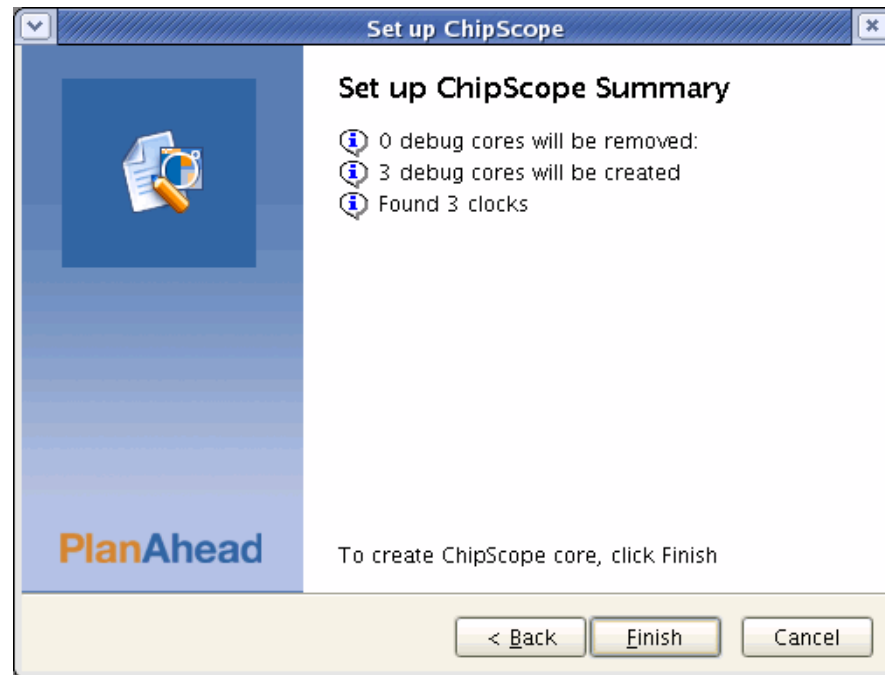 Set up ChipScope
Set up ChipScope Summary
0 debug cores will be removed:
3 debug cores will be created
Found 3 clocks
PlanAhead
To create ChipScope core, click Finish
< Back
Finish
Cancel